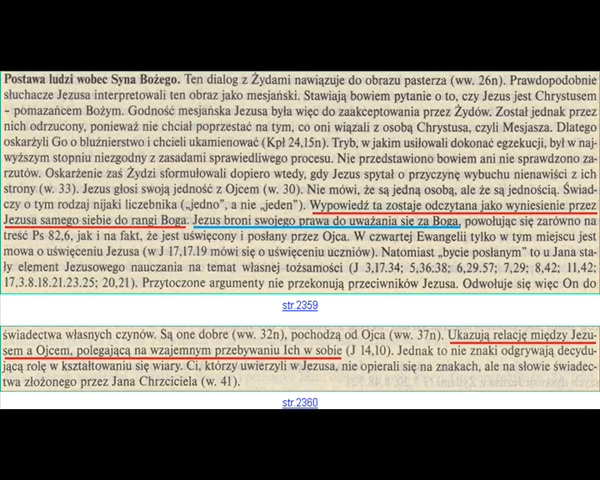 Postawa ludzi wobec Syna Bożego. Ten dialog z Żydami nawiązuje do obrazu pasterza (ww. 26n). Prawdopodobnie
słuchacze Jezusa interpretowali ten obraz jako mesjański. Stawiają bowiem pytanie o to, czy Jezus jest Chrystusem
– pomazańcem Bożym. Godność mesjańska Jezusa była więc do zaakceptowania przez Żydów. Został jednak przez
nich odrzucony, ponieważ nie chciał poprzestać na tym, co oni wiązali z osobą Chrystusa, czyli Mesjasza. Dlatego
oskarżyli Go o bluźnierstwo i chcieli ukamienować (Kpł 24,15n). Tryb, w jakim usiłowali dokonać egzekucji, był w naj-
wyższym stopniu niezgodny z zasadami sprawiedliwego procesu. Nie przedstawiono bowiem ani nie sprawdzono za-
rzutów. Oskarżenie zaś Żydzi sformułowali dopiero wtedy, gdy Jezus spytał o przyczynę wybuchu nienawiści z ich
strony (w. 33). Jezus głosi swoją jedność z Ojcem (w. 30). Nie mówi, że są jedną osobą, ale że są jednością. Świad-
czy o tym rodzaj nijaki liczebnika („jedno”, a nie „jeden”). Wypowiedź ta zostaje odczytana jako wyniesienie przez
Jezusa samego siebie do rangi Boga. Jezus broni swojego prawa do uważania się za Boga, powołując się zarówno na
treść Ps 82,6, jak i na fakt, że jest uświęcony i posłany przez Ojca. W czwartej Ewangelii tylko w tym miejscu jest
mowa o uświęceniu Jezusa (w J 17,17.19 mówi się o uświęceniu uczniów). Natomiast „bycie posłanym” to u Jana sta-
ły element Jezusowego nauczania na temat własnej tożsamości (J 3,17.34; 5,36.38; 6,29.57; 7,29; 8,42; 11,42;
17,3.8.18.21.23.25; 20,21). Przytoczone argumenty nie przekonują przeciwników Jezusa. Odwołuje się więc On do
str.2359
świadectwa własnych czynów. Są one dobre (ww. 32n), pochodzą od Ojca (ww. 37n). Ukazują relację między Jezu-
sem a Ojcem, polegającą na wzajemnym przebywaniu Ich w sobie (J 14,10). Jednak to nie znaki odgrywają decydu-
jącą rolę w kształtowaniu się wiary. Ci, którzy uwierzyli w Jezusa, nie opierali się na znakach, ale na słowie świadec-
twa złożonego przez Jana Chrzciciela (w. 41).
str.2360